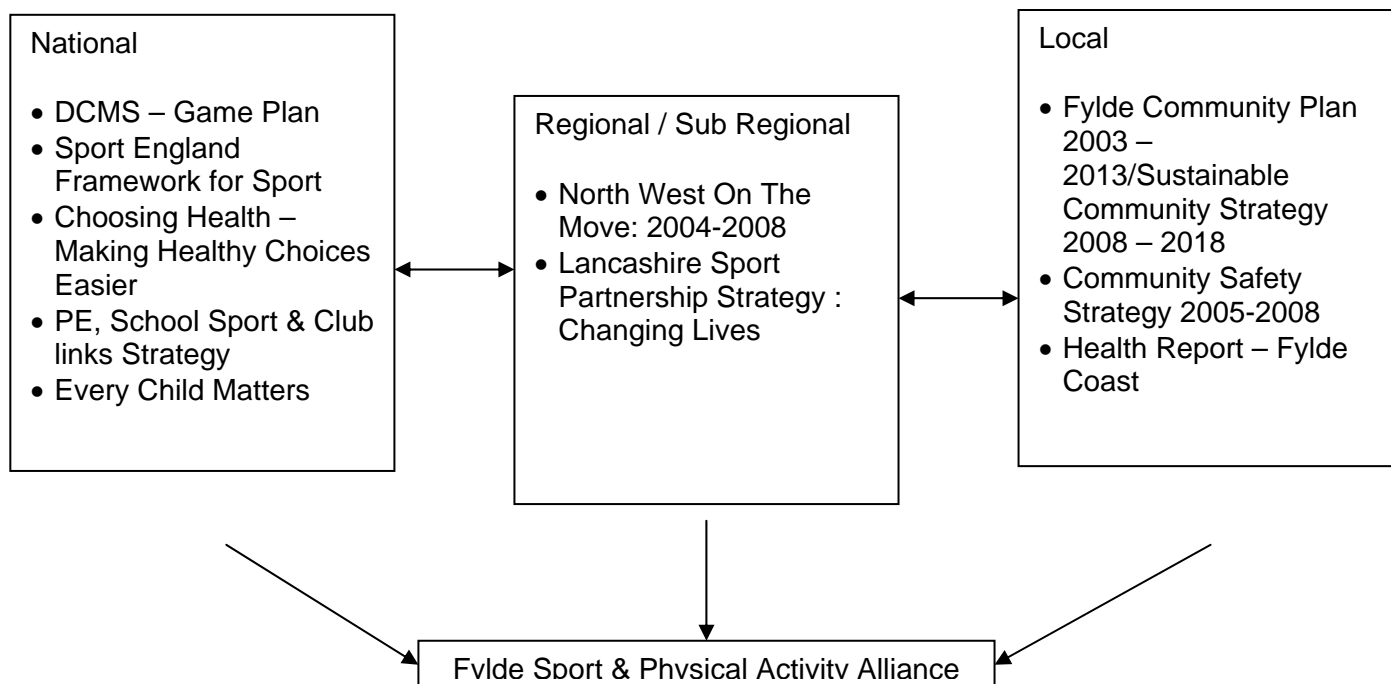 National
• DCMS – Game Plan
• Sport England
Framework for Sport
• Choosing Health –
Making Healthy Choices
Easier
• PE, School Sport & Club
links Strategy
• Every Child Matters
Regional / Sub Regional
• North West On The
Move: 2004-2008
• Lancashire Sport
Partnership Strategy :
Changing Lives
Local
• Fylde Community Plan
2003 –
2013/Sustainable
Community Strategy
2008 – 2018
• Community Safety
Strategy 2005-2008
• Health Report – Fylde
Coast
Fylde Sport & Physical Activity Alliance